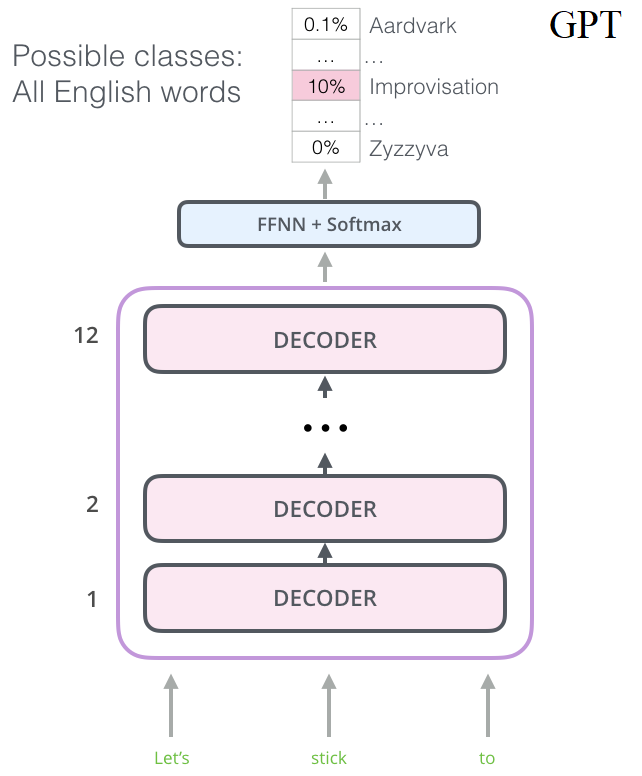 GPT
Possible classes:
All English words
0.1% Aardvark
... ...
10% Improvisation
... ...
0% Zyzzyva
FFNN + Softmax
12 DECODER
...
2 DECODER
1 DECODER
Let's stick to